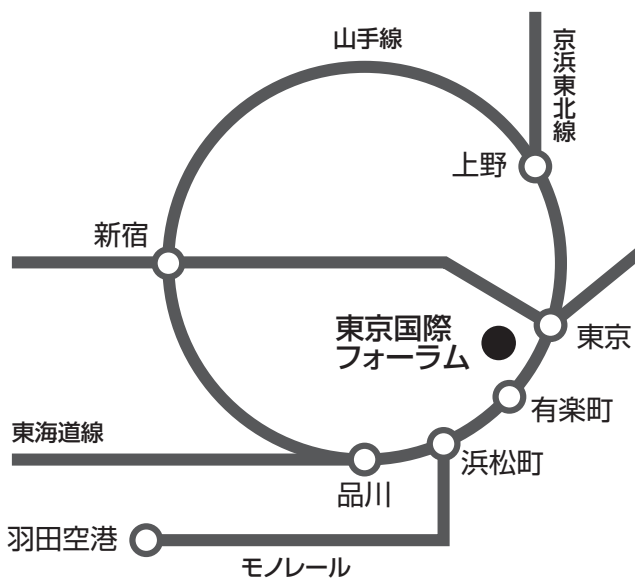 山手線
京浜東北線
上野
新宿
東京国際
フォーラム
東京
有楽町
東海道線
浜松町
品川
羽田空港
モノレール